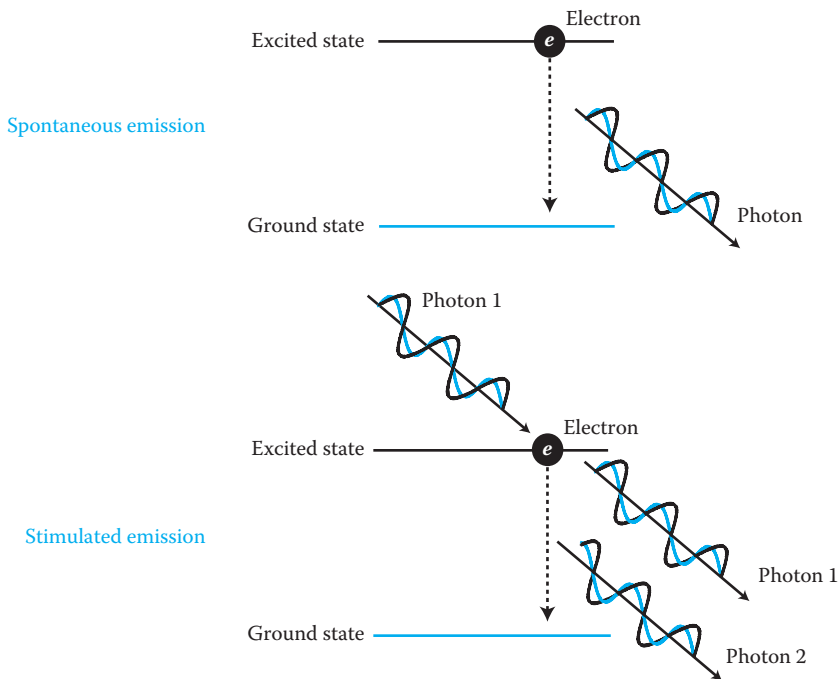 Electron
Excited state
e
Spontaneous emission
Photon
Ground state
Photon 1
Electron
Excited state
e
Stimulated emission
Photon 1
Ground state
Photon 2